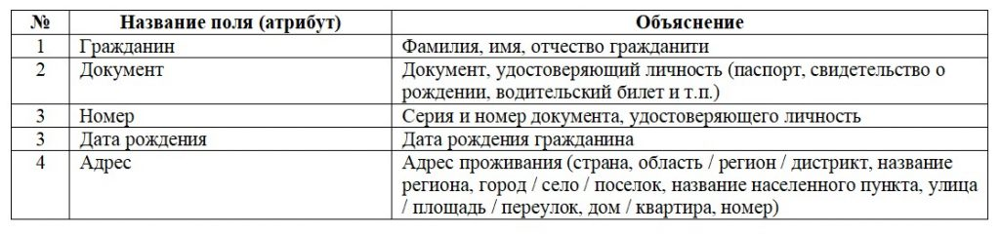 № Название поля (атрибут) Объяснение
1 Гражданин Фамилия, имя, отчество гражданити
2 Документ Документ, удостоверяющий личность (паспорт, свидетельство о
рождении, водительский билет и т.п.)
3 Номер Серия и номер документа, удостоверяющего личность
3 Дата рождения Дата рождения гражданина
4 Адрес Адрес проживания (страна, область / регион / дистрикт, название
региона, город / село / поселок, название населенного пункта, улица
/ площадь / переулок, дом / квартира, номер)